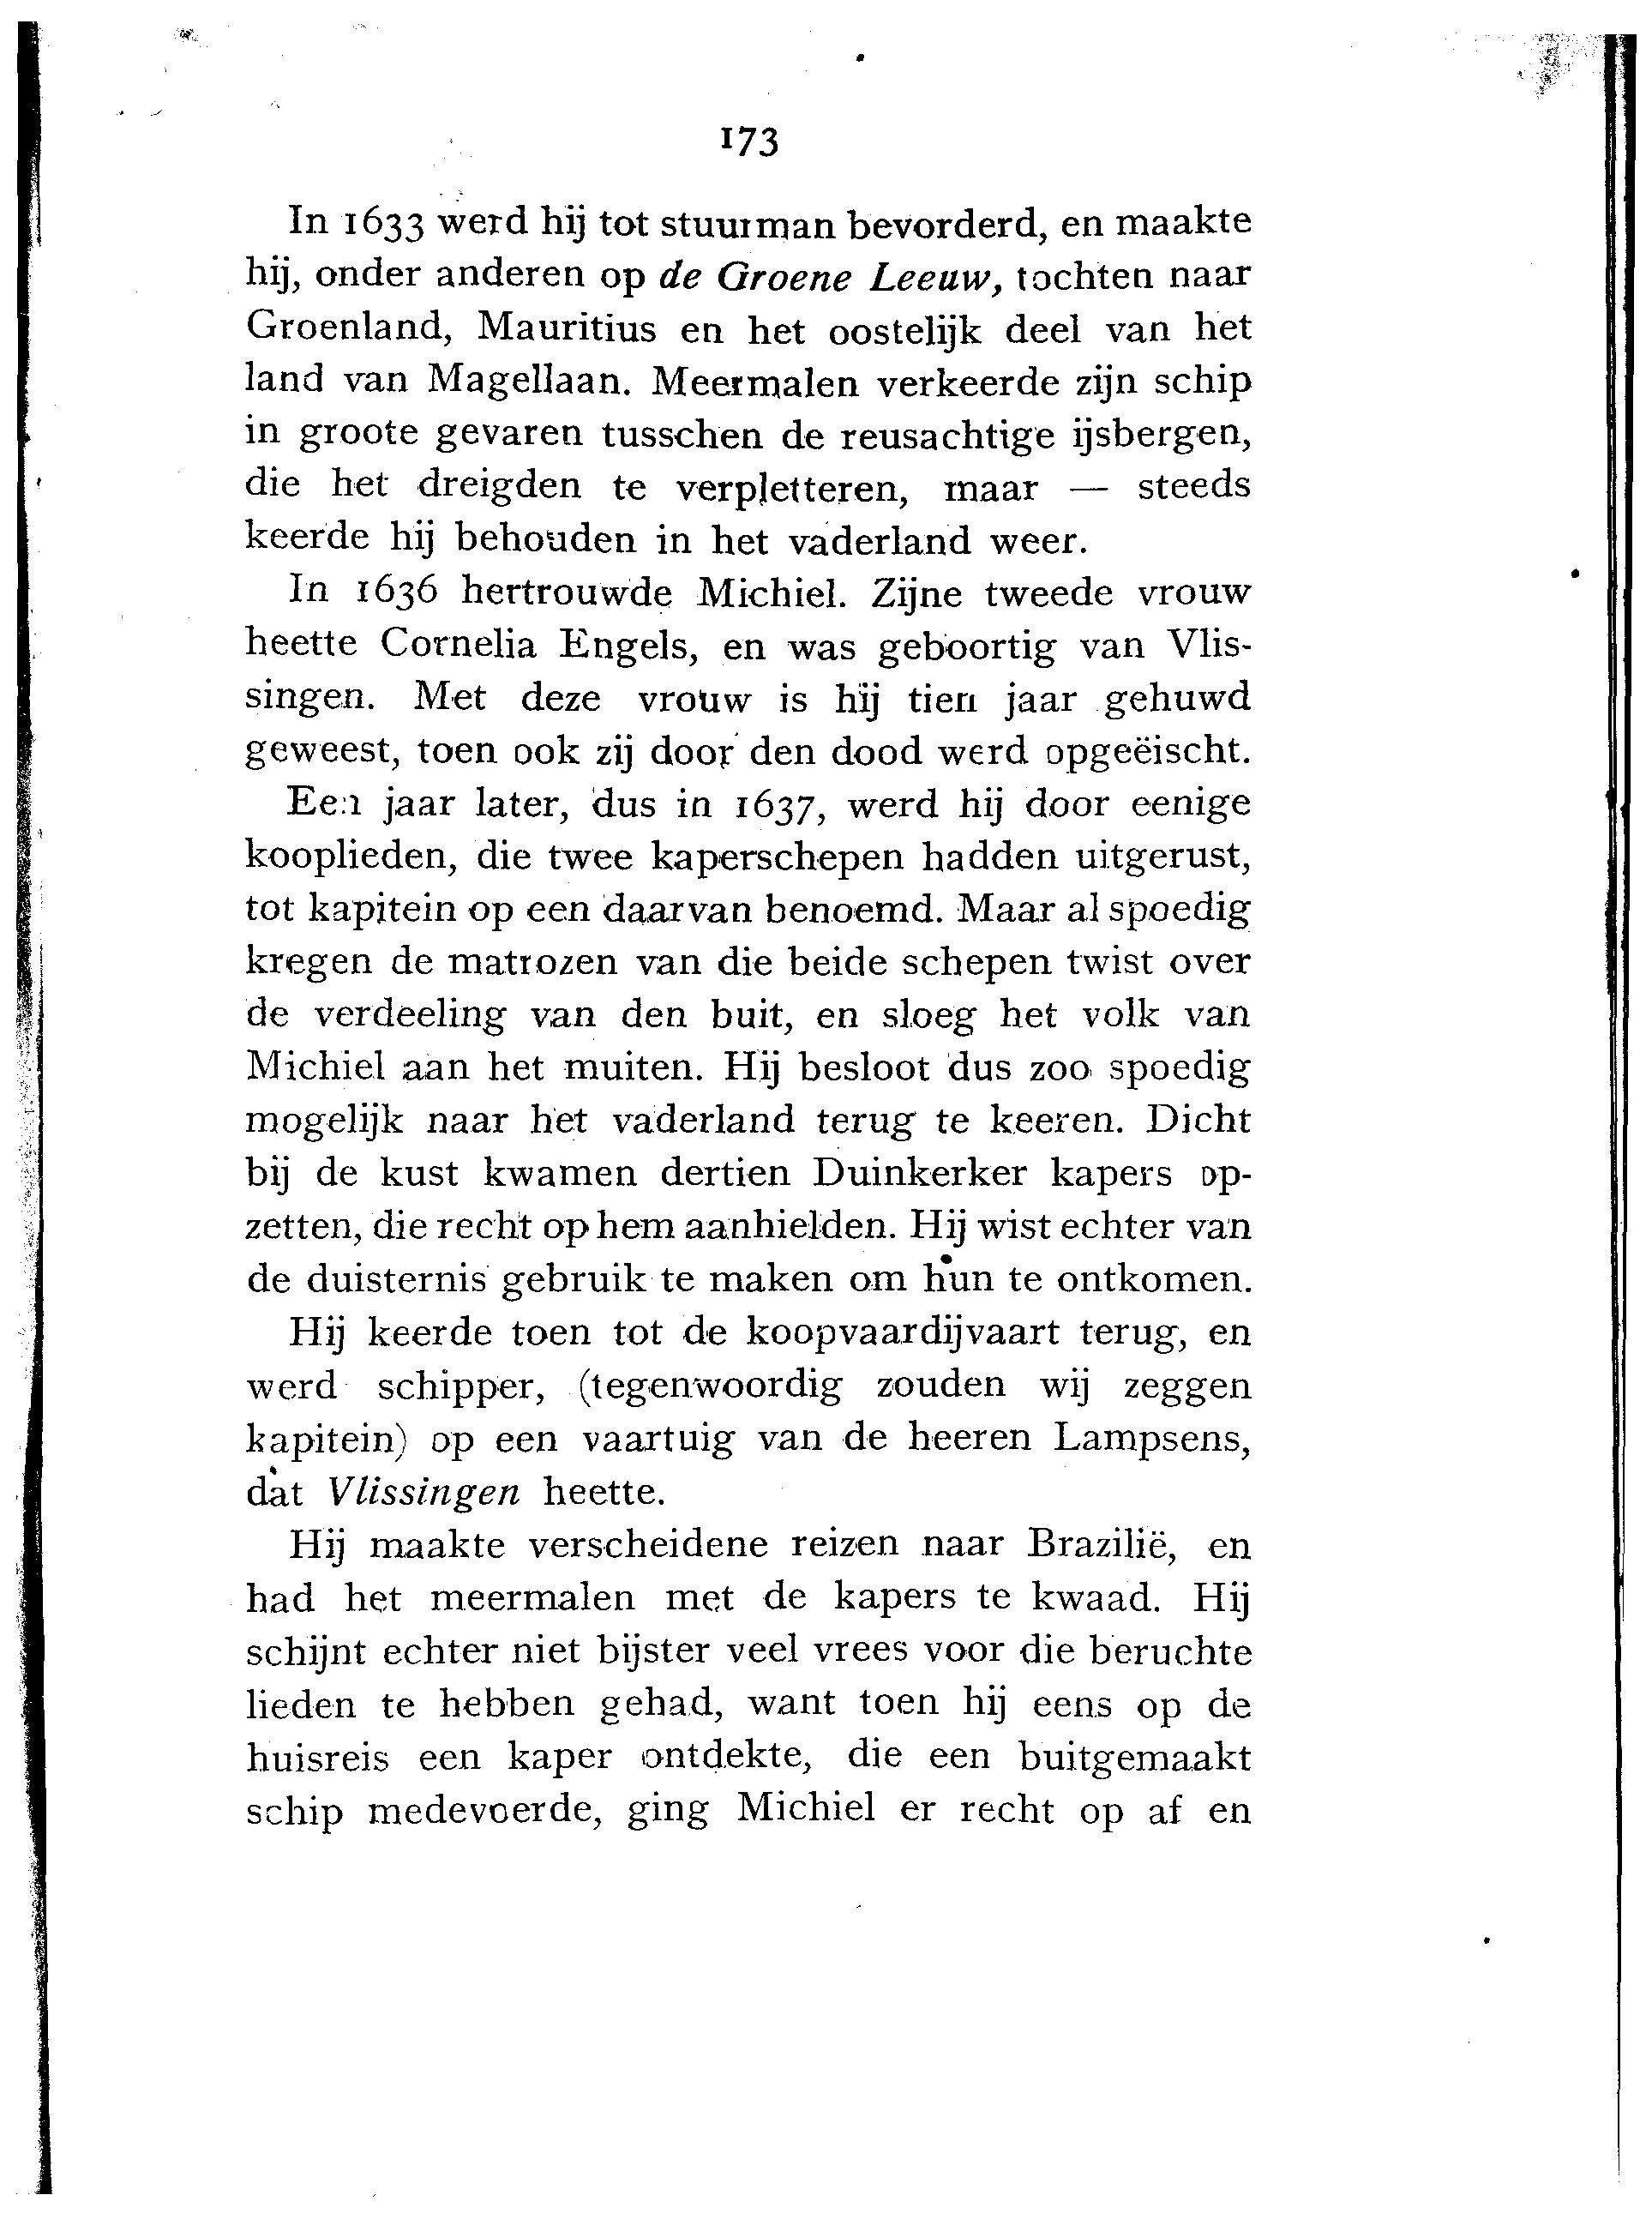 173
In 1633 werd hij tot stuurman bevorderd, en maakte
hij, onder anderen op de Groene Leeuw, tochten naar
Groenland, Mauritius en het oostelijk deel van het
land van Magellaan. Meermalen verkeerde zijn schip
in groote gevaren tusschen de reusachtige ijsbergen,
die het dreigden te verpletteren, maar — steeds
keerde hij behouden in het vaderland weer.
In 1636 hertrouwde Michiel. Zijne tweede vrouw
heette Cornelia Engels, en was geboortig van Vlis-
singen. Met deze vrouw is hij tien jaar gehuwd
geweest, toen ook zij door den dood werd opgeëischt.
Een jaar later, dus in 1637, werd hij door eenige
kooplieden, die twee kaperschepen hadden uitgerust,
tot kapitein op een daarvan benoemd. Maar al spoedig
kregen de matrozen van die beide schepen twist over
de verdeeling van den buit, en sloeg het volk van
Michiel aan het muiten. Hij besloot dus zoo spoedig
mogelijk naar het vaderland terug te keeren. Dicht
bij de kust kwamen dertien Duinkerker kapers op-
zetten, die recht op hem aanhielden. Hij wist echter van
de duisternis gebruik te maken om hun te ontkomen.
Hij keerde toen tot de koopvaardijvaart terug, en
werd schipper, (tegenwoordig zouden wij zeggen
kapitein) op een vaartuig van de heeren Lampsens,
dat Vlissingen heette.
Hij maakte verscheidene reizen naar Brazilië, en
had het meermalen met de kapers te kwaad. Hij
schijnt echter niet bijster veel vrees voor die beruchte
lieden te hebben gehad, want toen hij eens op de
huisreis een kaper ontdekte, die een buitgemaakt
schip medevoerde, ging Michiel er recht op af en